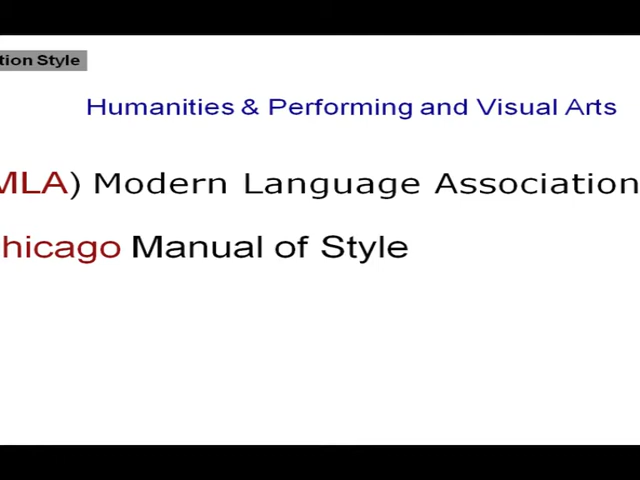 tion Style
Humanities & Performing and Visual Arts
MLA) Modern Language Association
hicago Manual of Style